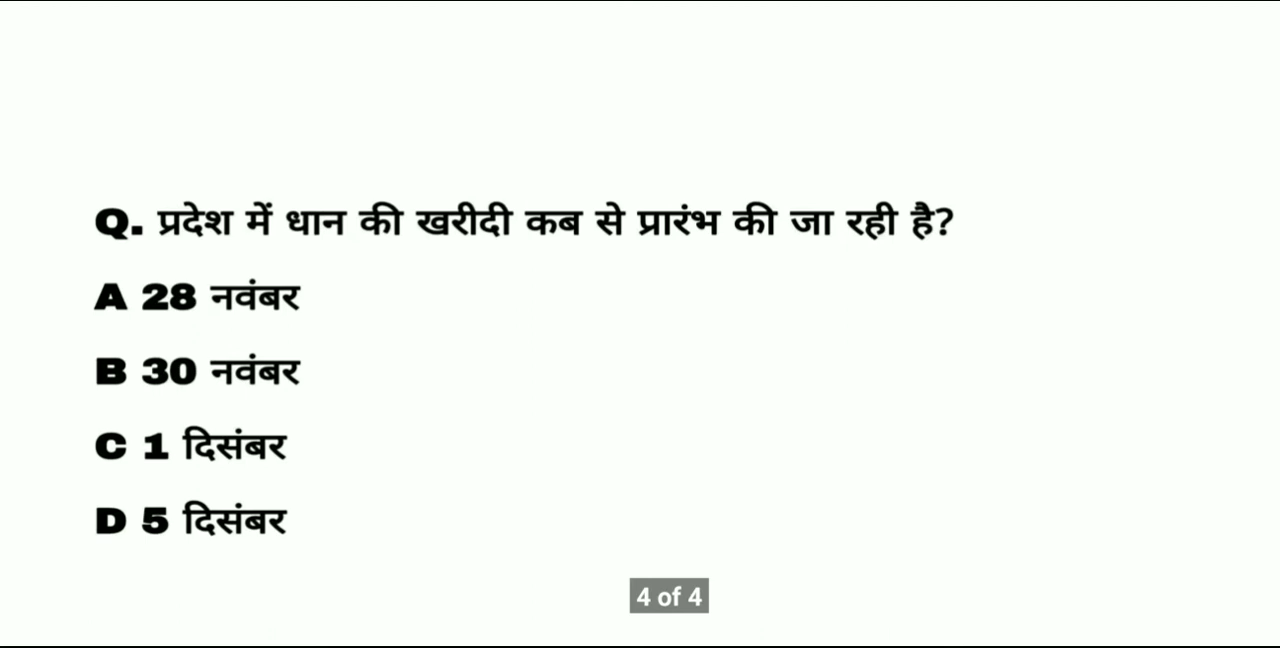 Q. प्रदेश में धान की खरीदी कब से प्रारंभ की जा रही है?
A 28 नवंबर
B 30 नवंबर
C 1 दिसंबर
D 5 दिसंबर
4 of 4